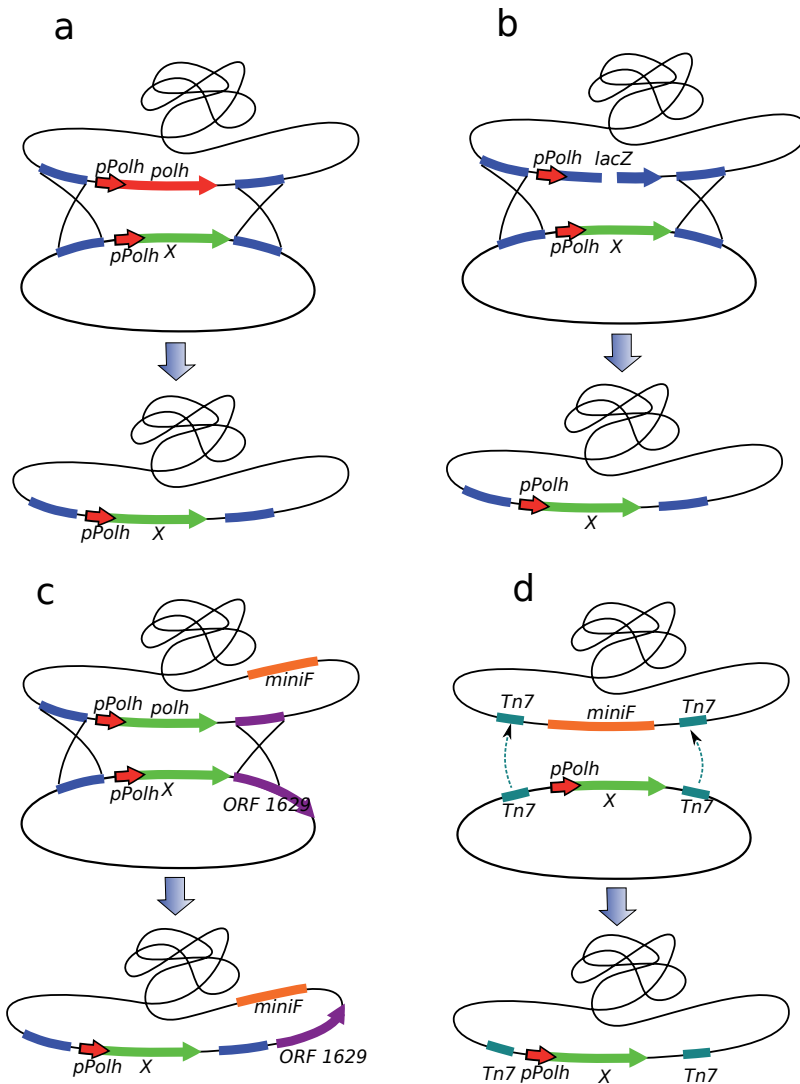 a
pPolh polh
pPolh X
pPolh X
b
pPolh lacZ
pPolh X
pPolh
X
c
miniF
pPolh polh
pPolh X
ORF 1629
miniF
pPolh X
ORF 1629
d
Tn7 miniF Tn7
pPolh
Tn7 X Tn7
Tn7 pPolh X Tn7